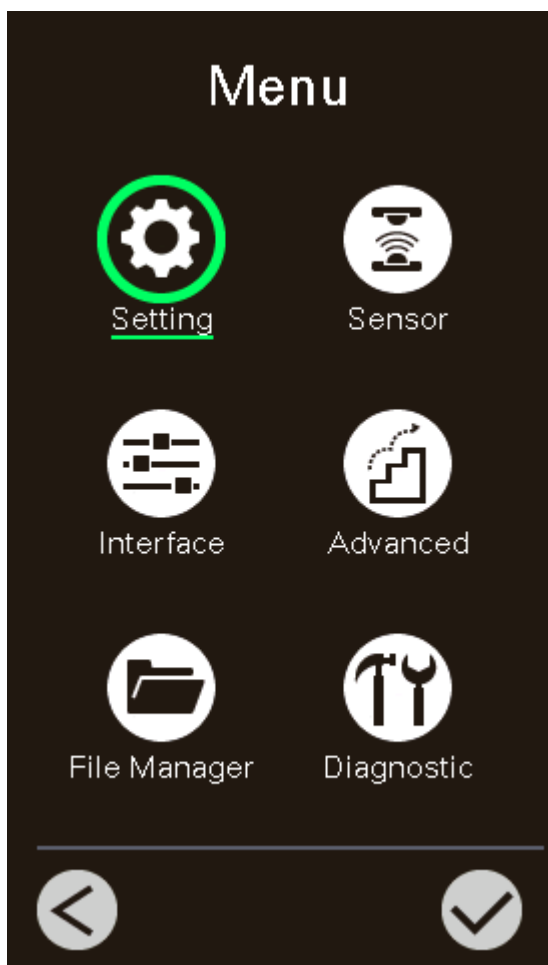 Menu
Setting
Sensor
Interface
Advanced
File Manager
Diagnostic